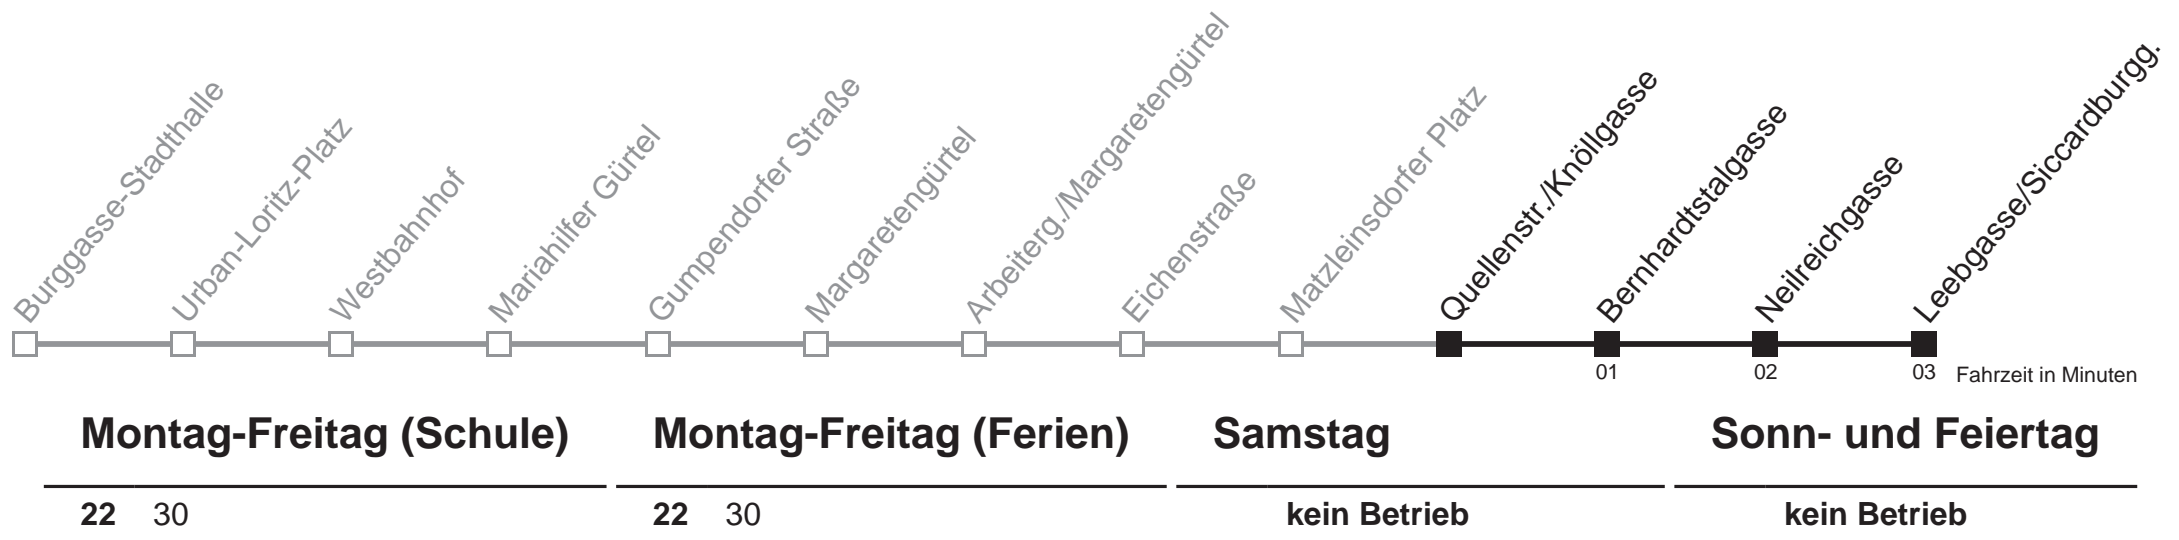 Burggasse-Stadthalle
Urban-Loritz-Platz
Westbahnhof
Mariahilfer Gürtel
Gumpendorfer Straße
Margaretengürtel
Arbeiterg./Margaretengürtel
Eichenstraße
Matzleinsdorfer Platz
Quellenstr./Knöllgasse
Bernhardtstalgasse
Neilreichgasse
Leebgasse/Siccardburgg.
01 02 03 Fahrzeit in Minuten
Montag-Freitag (Schule) Montag-Freitag (Ferien) Samstag Sonn- und Feiertag
22 30 22 30 kein Betrieb kein Betrieb